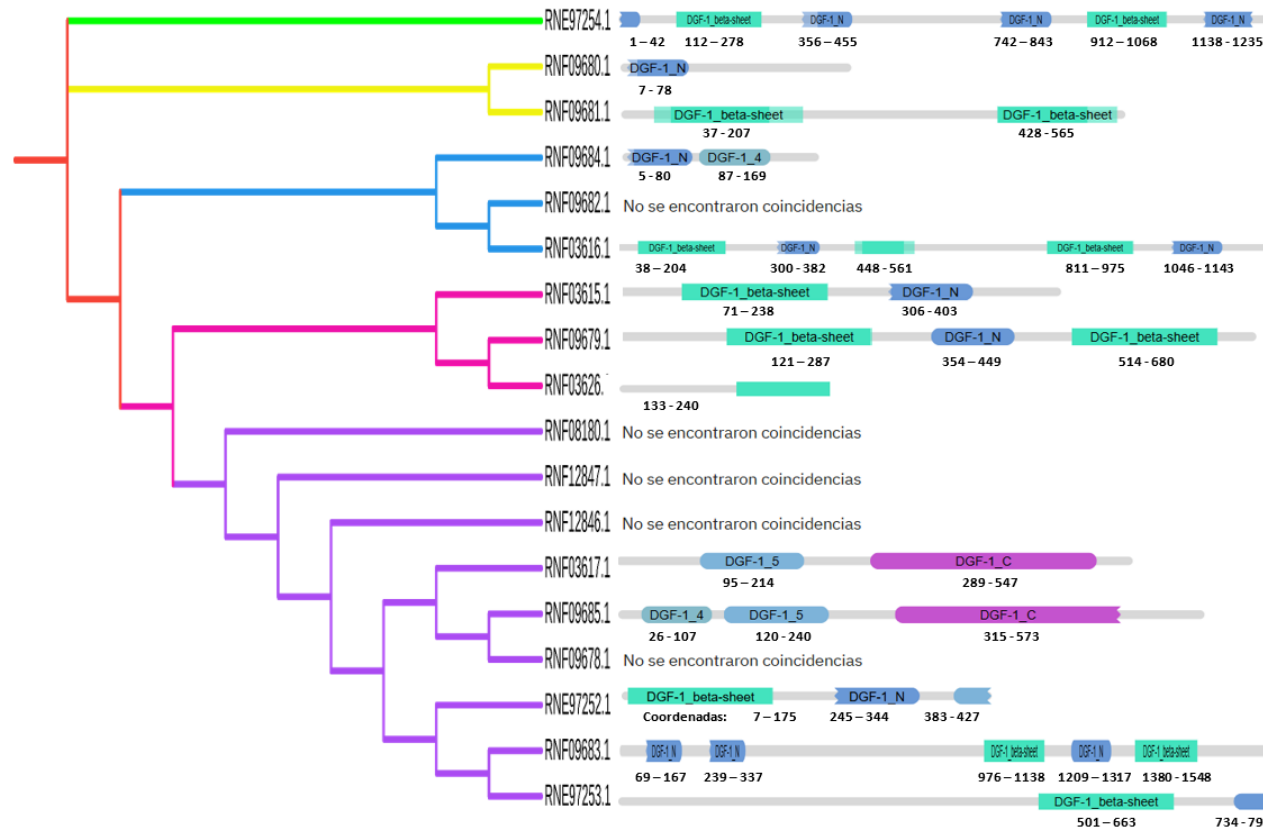 RNE97254.1 DGF-1_beta-sheet DGF-1_N DGF-1_N DGF-1_beta-sheet DGF-1_N
1 – 42 112 – 278 356 – 455 742 – 843 912 – 1068 1138 - 1235
RNF09680.1 DGF-1_N
7 - 78
RNF09681.1 DGF-1_beta-sheet DGF-1_beta-sheet
37 - 207 428 - 565
RNF09684.1 DGF-1_N DGF-1_4
5 - 80 87 - 169
RNF09682.1 No se encontraron coincidencias
RNF03616.1 DGF-1_beta-sheet DGF-1_N DGF-1_beta-sheet DGF-1_N
38 – 204 300 - 382 448 - 561 811 – 975 1046 - 1143
RNF03615.1 DGF-1_beta-sheet DGF-1_N
71 – 238 306 - 403
RNF09679.1 DGF-1_beta-sheet DGF-1_N DGF-1_beta-sheet
121 - 287 354 – 449 514 - 680
RNF03626.
133 - 240
RNF08180.1 No se encontraron coincidencias
RNF12847.1 No se encontraron coincidencias
RNF12846.1 No se encontraron coincidencias
RNF03617.1 DGF-1_5 DGF-1_C
95 – 214 289 - 547
RNF09685.1 DGF-1_4 DGF-1_5 DGF-1_C
26 - 107 120 - 240 315 - 573
RNF09678.1 No se encontraron coincidencias
RNE97252.1 DGF-1_beta-sheet DGF-1_N
Coordenadas: 7 – 175 245 – 344 383 - 427
RNF09683.1 DGF-1_N DGF-1_N DGF-1_beta-sheet DGF-1_N DGF-1_beta-sheet
69 – 167 239 – 337 976 – 1138 1209 – 1317 1380 - 1548
RNE97253.1 DGF-1_beta-sheet
501 – 663 734 - 79